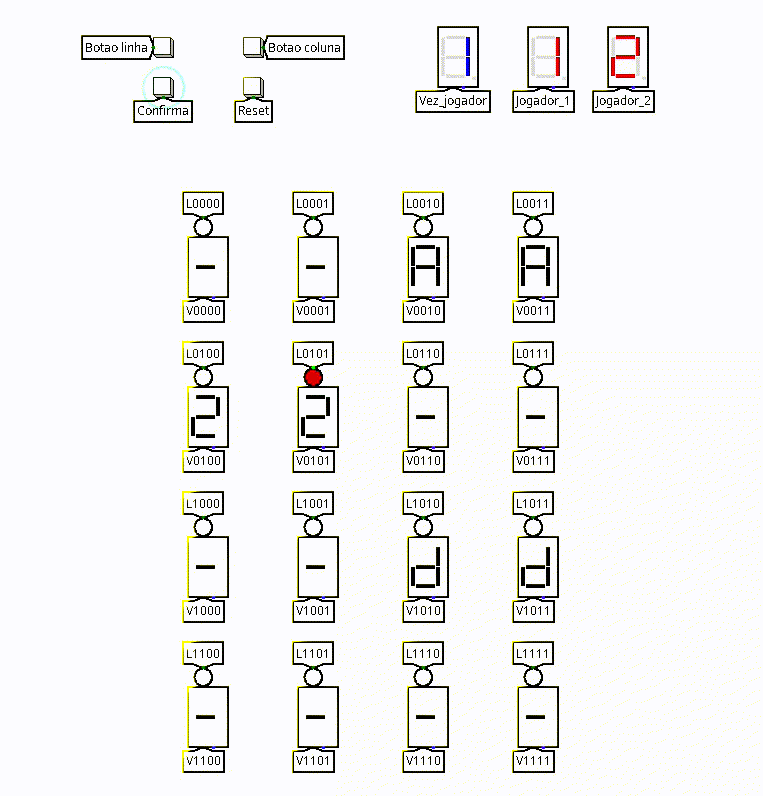 Botao linha Botao coluna
1 1 2
Confirma Reset Vez_jogador Jogador_1 Jogador_2
L0000 L0001 L0010 L0011
- - A A
V0000 V0001 V0010 V0011
L0100 L0101 L0110 L0111
2 2 - -
V0100 V0101 V0110 V0111
L1000 L1001 L1010 L1011
- - d d
V1000 V1001 V1010 V1011
L1100 L1101 L1110 L1111
- - - -
V1100 V1101 V1110 V1111